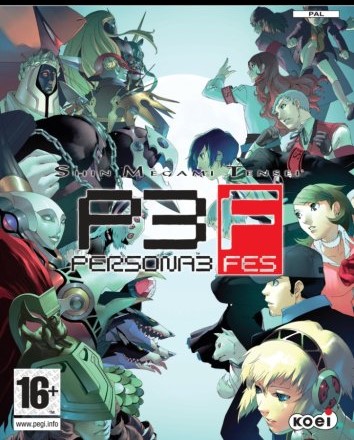 PAL
SHIN MEGAMI TENSEI
P3F
PERSONA3 FES
16+
www.pegi.info
KOEI